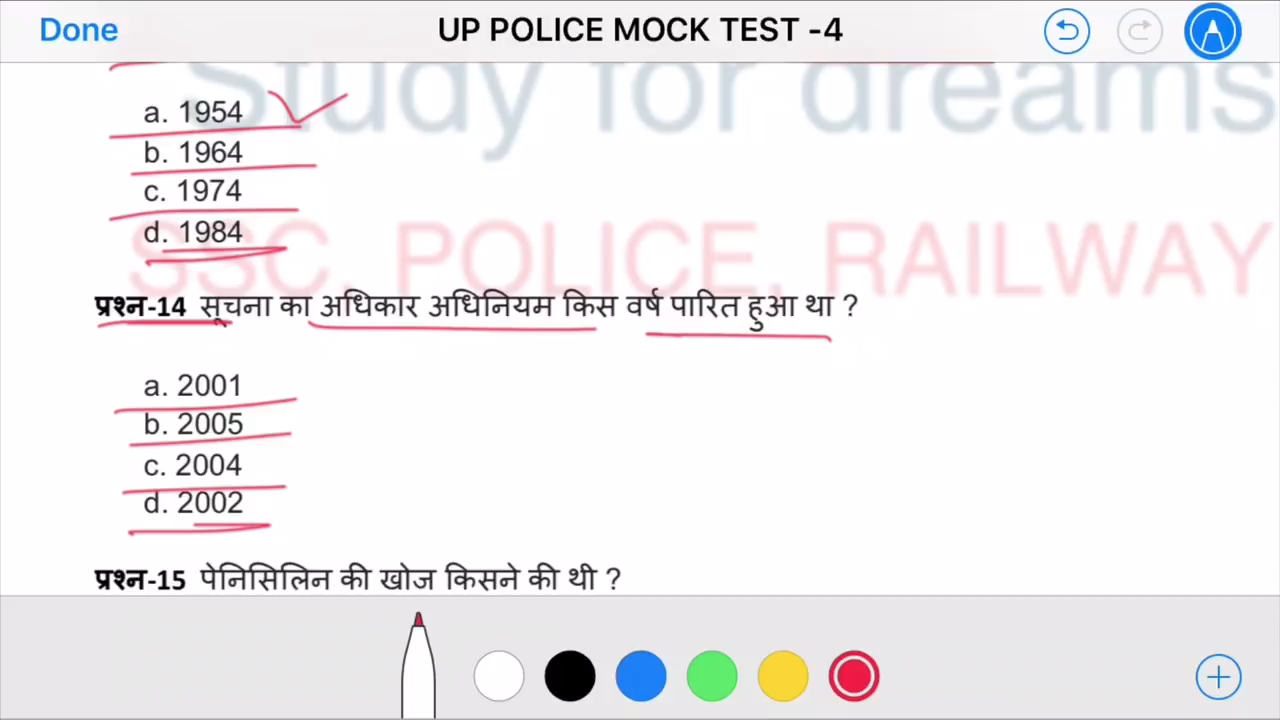 Done
UP POLICE MOCK TEST -4
Study for dreams
a. 1954
b. 1964
c. 1974
d. 1984
SSC, POLICE, RAILWAY
प्रश्न-14 सूचना का अधिकार अधिनियम किस वर्ष पारित हुआ था ?
a. 2001
b. 2005
c. 2004
d. 2002
प्रश्न-15 पेनिसिलिन की खोज किसने की थी ?